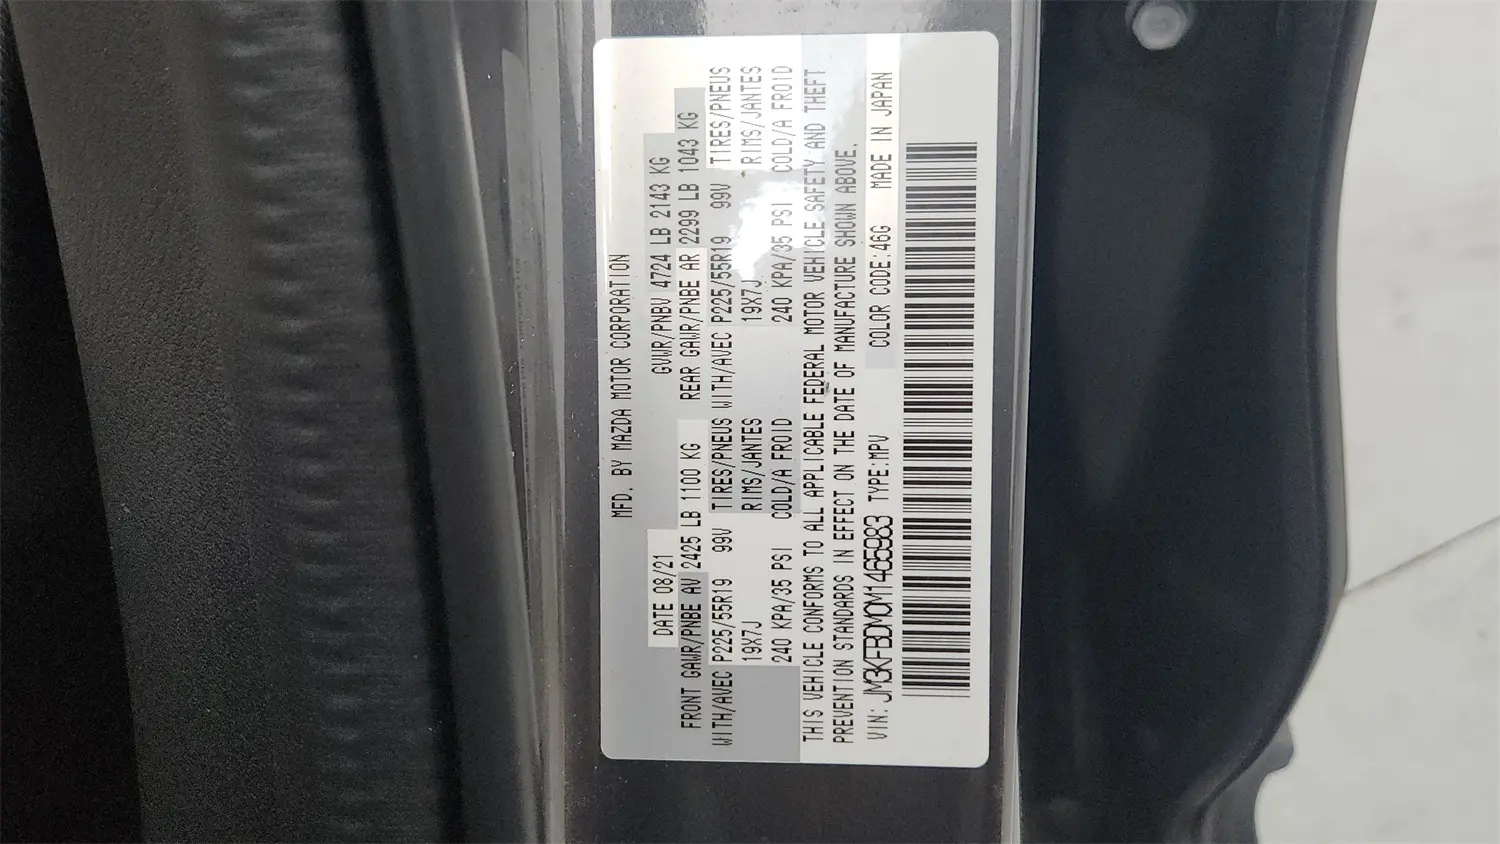 MFD. BY MAZDA MOTOR CORPORATION
DATE 08/21 GVWR/PNBV 4724 LB 2143 KG
FRONT GAWR/PNBE AV 2425 LB 1100 KG REAR GAWR/PNBE AR 2299 LB 1043 KG
WITH/AVEC P225/55R19 99V TIRES/PNEUS WITH/AVEC P225/55R19 99V TIRES/PNEUS
19X7J RIMS/JANTES 19X7J RIMS/JANTES
240 KPA/35 PSI COLD/A FROID 240 KPA/35 PSI COLD/A FROID
THIS VEHICLE CONFORMS TO ALL APPLICABLE FEDERAL MOTOR VEHICLE SAFETY AND THEFT
PREVENTION STANDARDS IN EFFECT ON THE DATE OF MANUFACTURE SHOWN ABOVE.
VIN: JM3KFBDM0M1465983 TYPE:MPV COLOR CODE:46G MADE IN JAPAN